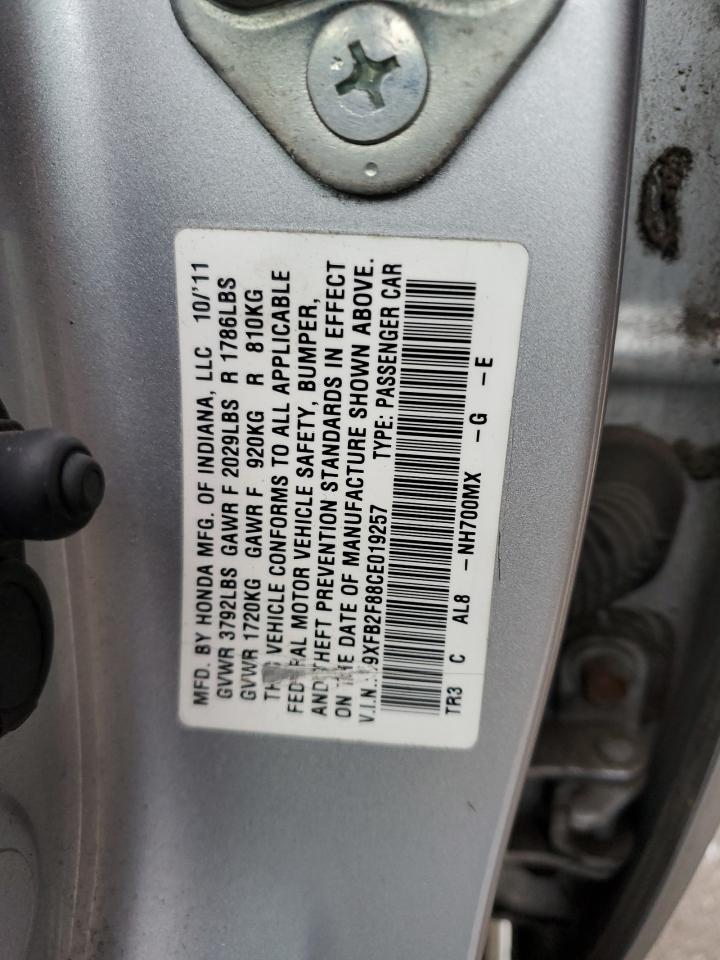 MFD. BY HONDA MFG. OF INDIANA, LLC 10/'11
GVWR 3792LBS GAWR F 2029LBS R 1786LBS
GVWR 1720KG GAWR F 920KG R 810KG
VEHICLE CONFORMS TO ALL APPLICABLE
MOTOR VEHICLE SAFETY, BUMPER,
AND THEFT PREVENTION STANDARDS IN EFFECT
ON DATE OF MANUFACTURE SHOWN ABOVE.
V.I.N.: 9XFB2F88CE019257 TYPE: PASSENGER CAR
TR3 C AL8 -NH700MX -G -E